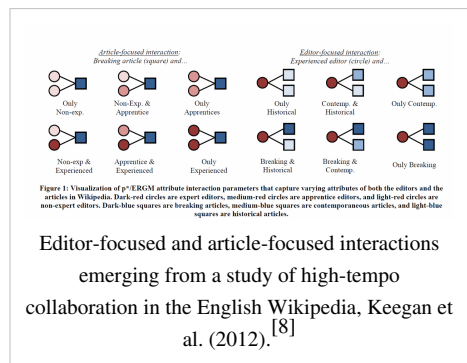 Article-focused interaction:
Breaking article (square) and…
Editor-focused interaction:
Experienced editor (circle) and…
Only
Non-exp.
Non-Exp. &
Apprentice
Only
Apprentices
Only
Historical
Contemp. &
Historical
Only Contemp.
Non-exp &
Experienced
Apprentice &
Experienced
Only
Experienced
Breaking &
Historical
Breaking &
Contemp.
Only Breaking
Figure 1: Visualization of p*/ERGM attribute interaction parameters that capture varying attributes of both the editors and the
articles in Wikipedia. Dark-red circles are expert editors, medium-red circles are apprentice editors, and light-red circles are
non-expert editors. Dark-blue squares are breaking articles, medium-blue squares are contemporaneous articles, and light-blue
squares are historical articles.
Editor-focused and article-focused interactions
emerging from a study of high-tempo
collaboration in the English Wikipedia, Keegan et
al. (2012).[8]